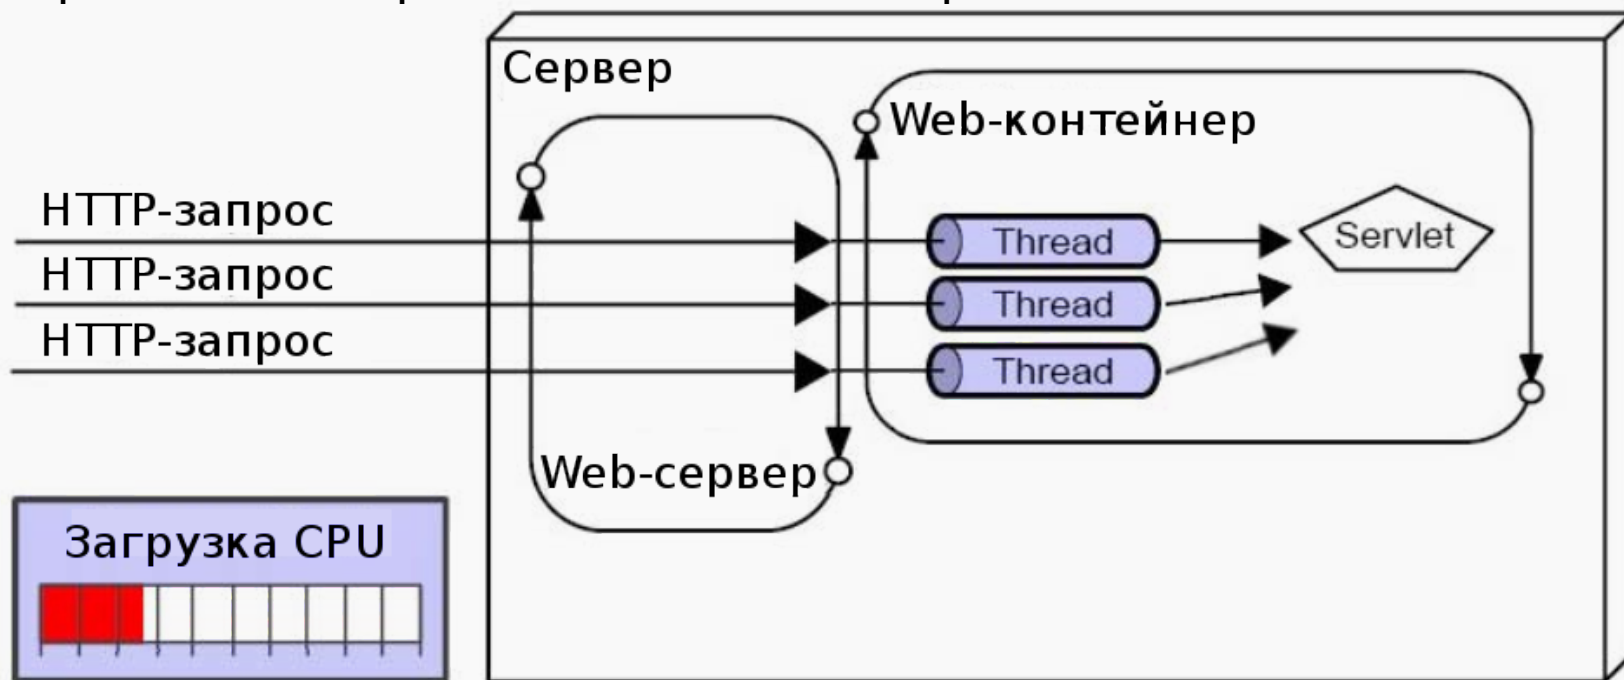 Сервер
Web-контейнер
HTTP-запрос
Thread
Servlet
HTTP-запрос
Thread
HTTP-запрос
Thread
Web-сервер
Загрузка CPU